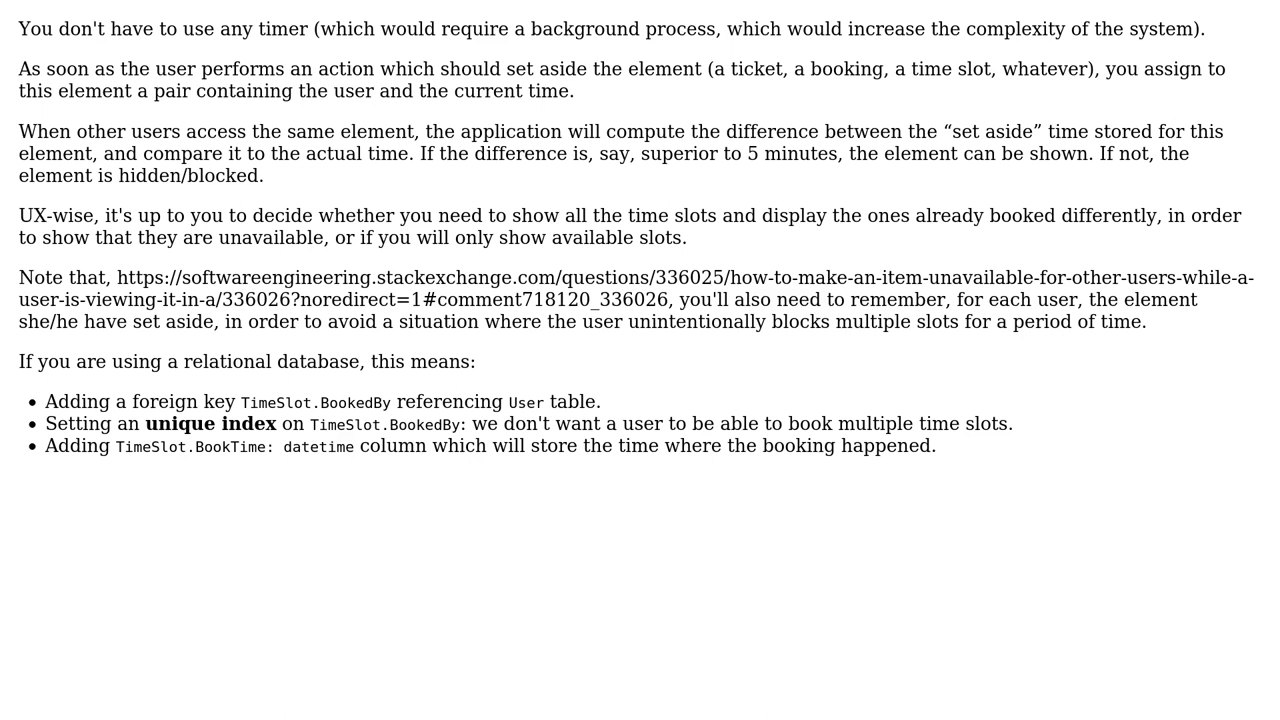 You don't have to use any timer (which would require a background process, which would increase the complexity of the system).
As soon as the user performs an action which should set aside the element (a ticket, a booking, a time slot, whatever), you assign to
this element a pair containing the user and the current time.
When other users access the same element, the application will compute the difference between the “set aside” time stored for this
element, and compare it to the actual time. If the difference is, say, superior to 5 minutes, the element can be shown. If not, the
element is hidden/blocked.
UX-wise, it's up to you to decide whether you need to show all the time slots and display the ones already booked differently, in order
to show that they are unavailable, or if you will only show available slots.
Note that, https://softwareengineering.stackexchange.com/questions/336025/how-to-make-an-item-unavailable-for-other-users-while-a-
user-is-viewing-it-in-a/336026?noredirect=1#comment718120_336026, you'll also need to remember, for each user, the element
she/he have set aside, in order to avoid a situation where the user unintentionally blocks multiple slots for a period of time.
If you are using a relational database, this means:
• Adding a foreign key TimeSlot.BookedBy referencing User table.
• Setting an unique index on TimeSlot.BookedBy: we don't want a user to be able to book multiple time slots.
• Adding TimeSlot.BookTime: datetime column which will store the time where the booking happened.